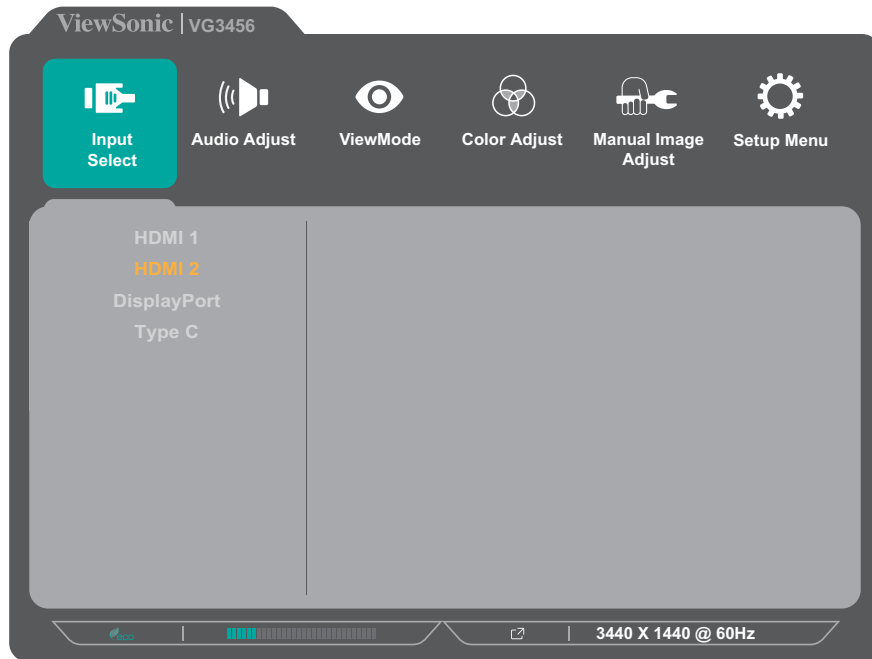 ViewSonic | VG3456
Input
Select
Audio Adjust
ViewMode
Color Adjust
Manual Image
Adjust
Setup Menu
HDMI 1
HDMI 2
DisplayPort
Type C
eco
3440 X 1440 @ 60Hz